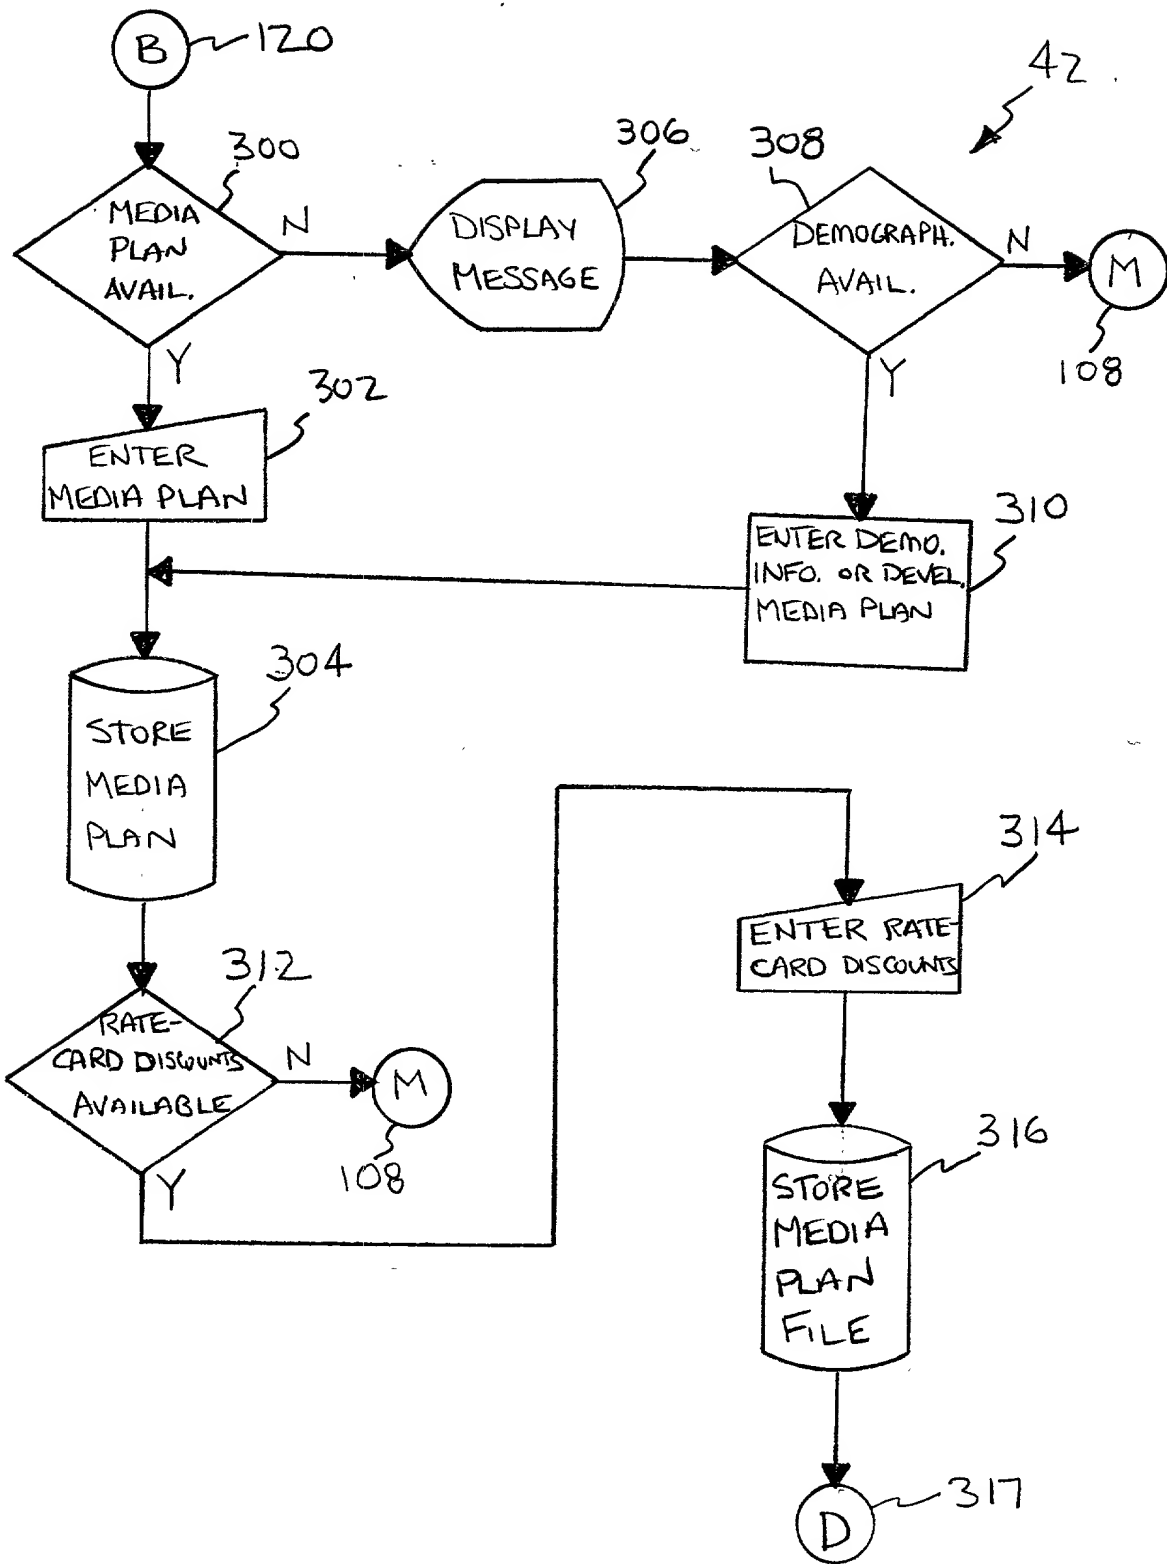 B
120
42
300
MEDIA
PLAN
AVAIL.
N
306
DISPLAY
MESSAGE
308
DEMOGRAPH.
AVAIL.
N
M
108
Y
302
ENTER
MEDIA PLAN
Y
310
ENTER DEMO.
INFO. OR DEVEL.
MEDIA PLAN
304
STORE
MEDIA
PLAN
312
RATE-
CARD DISCOUNTS
AVAILABLE
N
M
108
Y
314
ENTER RATE-
CARD DISCOUNTS
316
STORE
MEDIA
PLAN
FILE
D
317